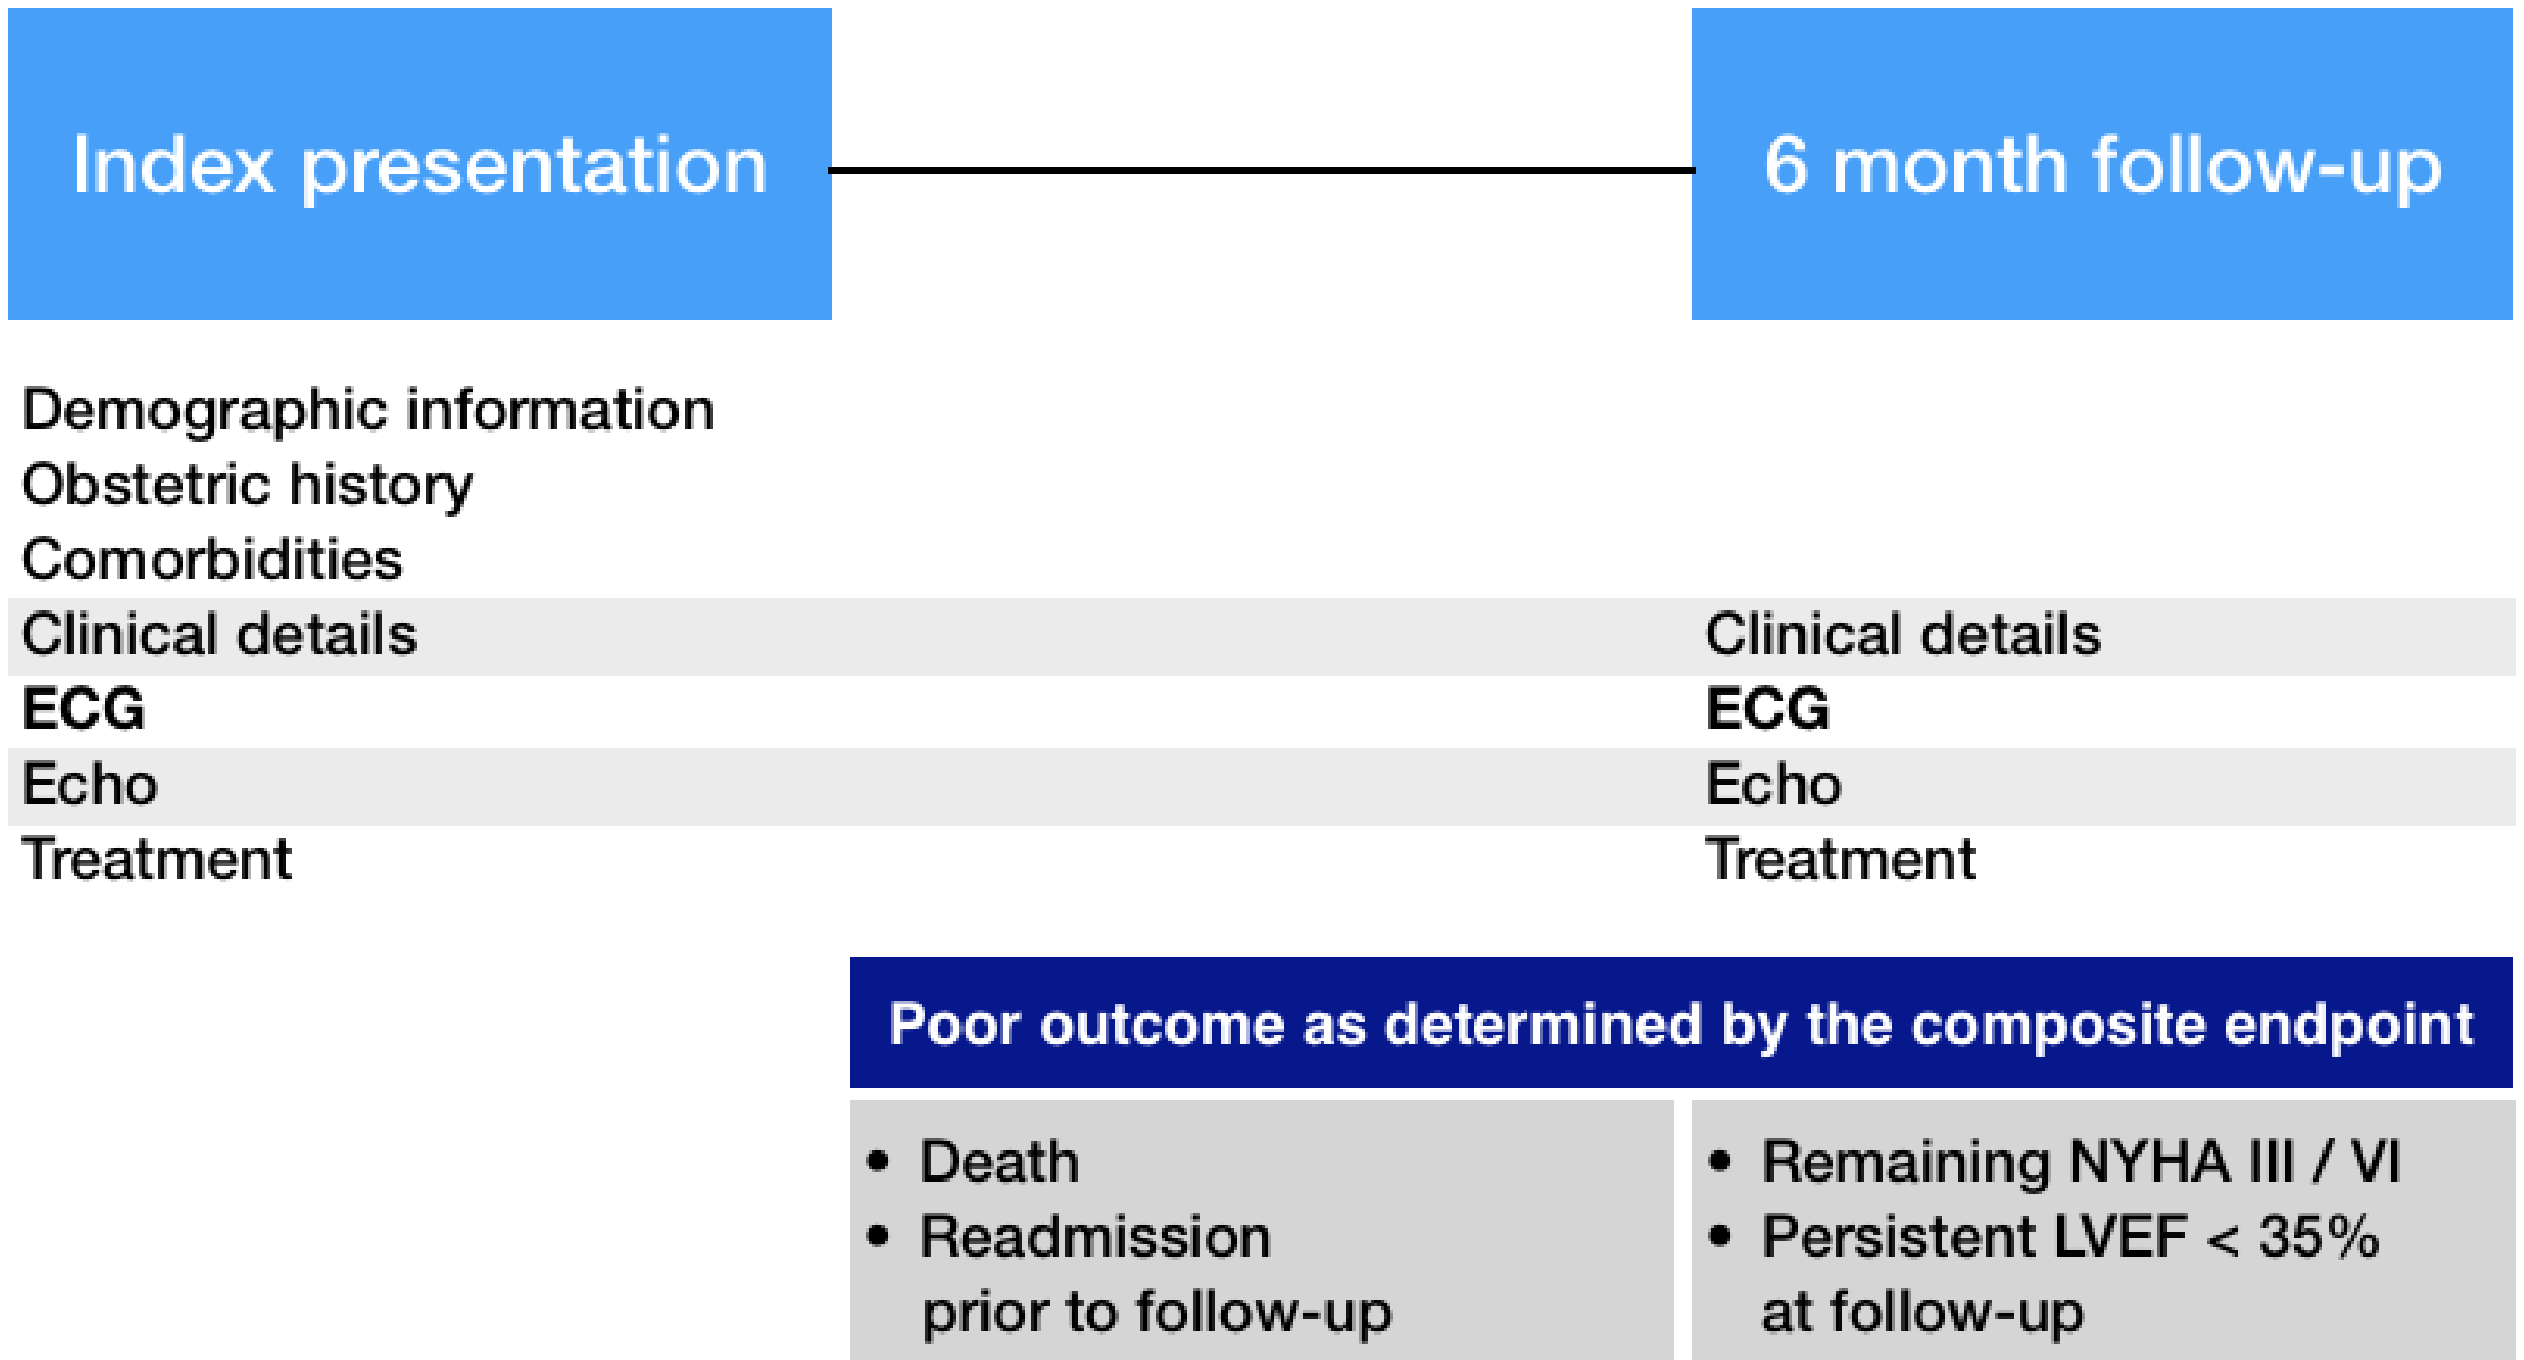 Index presentation
6 month follow-up
Demographic information
Obstetric history
Comorbidities
Clinical details
Clinical details
ECG
ECG
Echo
Echo
Treatment
Treatment
Poor outcome as determined by the composite endpoint
• Death
• Readmission
prior to follow-up
• Remaining NYHA III / VI
• Persistent LVEF < 35%
at follow-up